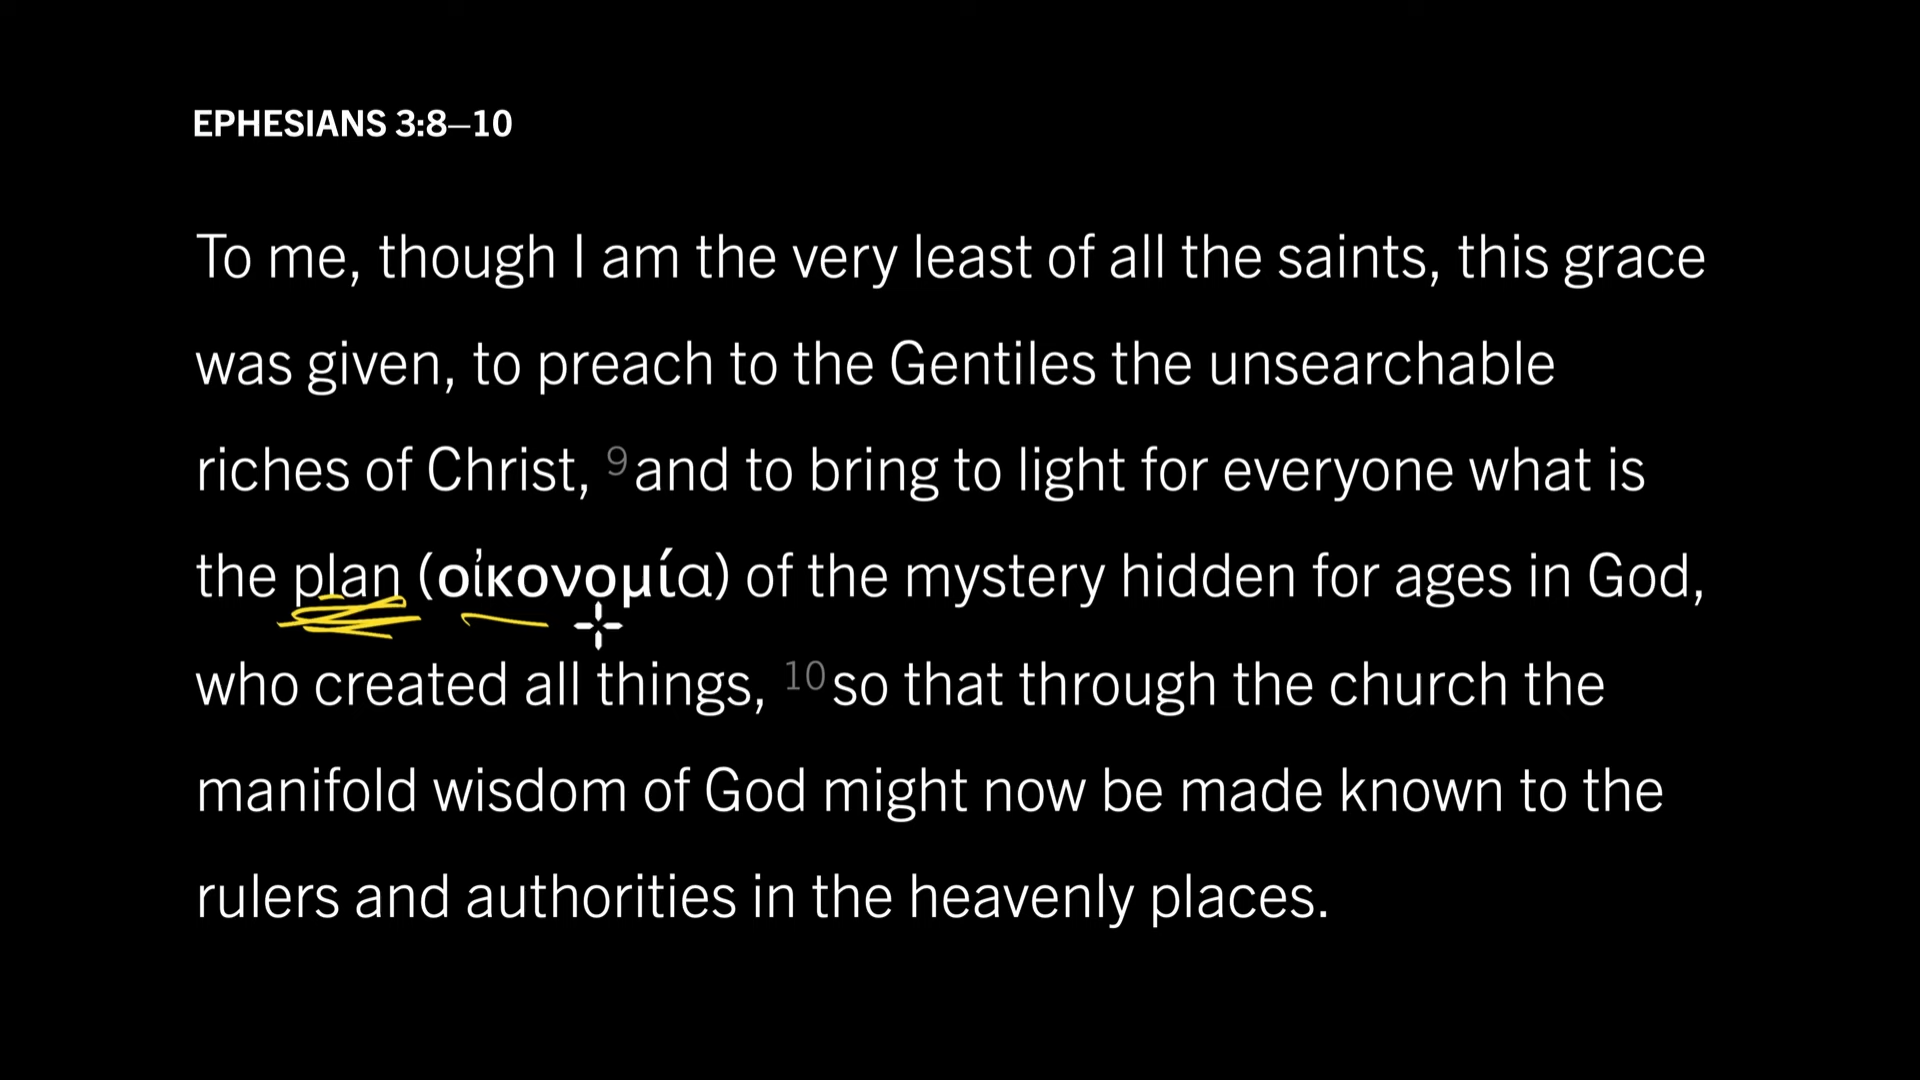 EPHESIANS 3:8–10
To me, though I am the very least of all the saints, this grace
was given, to preach to the Gentiles the unsearchable
riches of Christ, 9 and to bring to light for everyone what is
the plan (οἰκονομία) of the mystery hidden for ages in God,
who created all things, 10 so that through the church the
manifold wisdom of God might now be made known to the
rulers and authorities in the heavenly places.